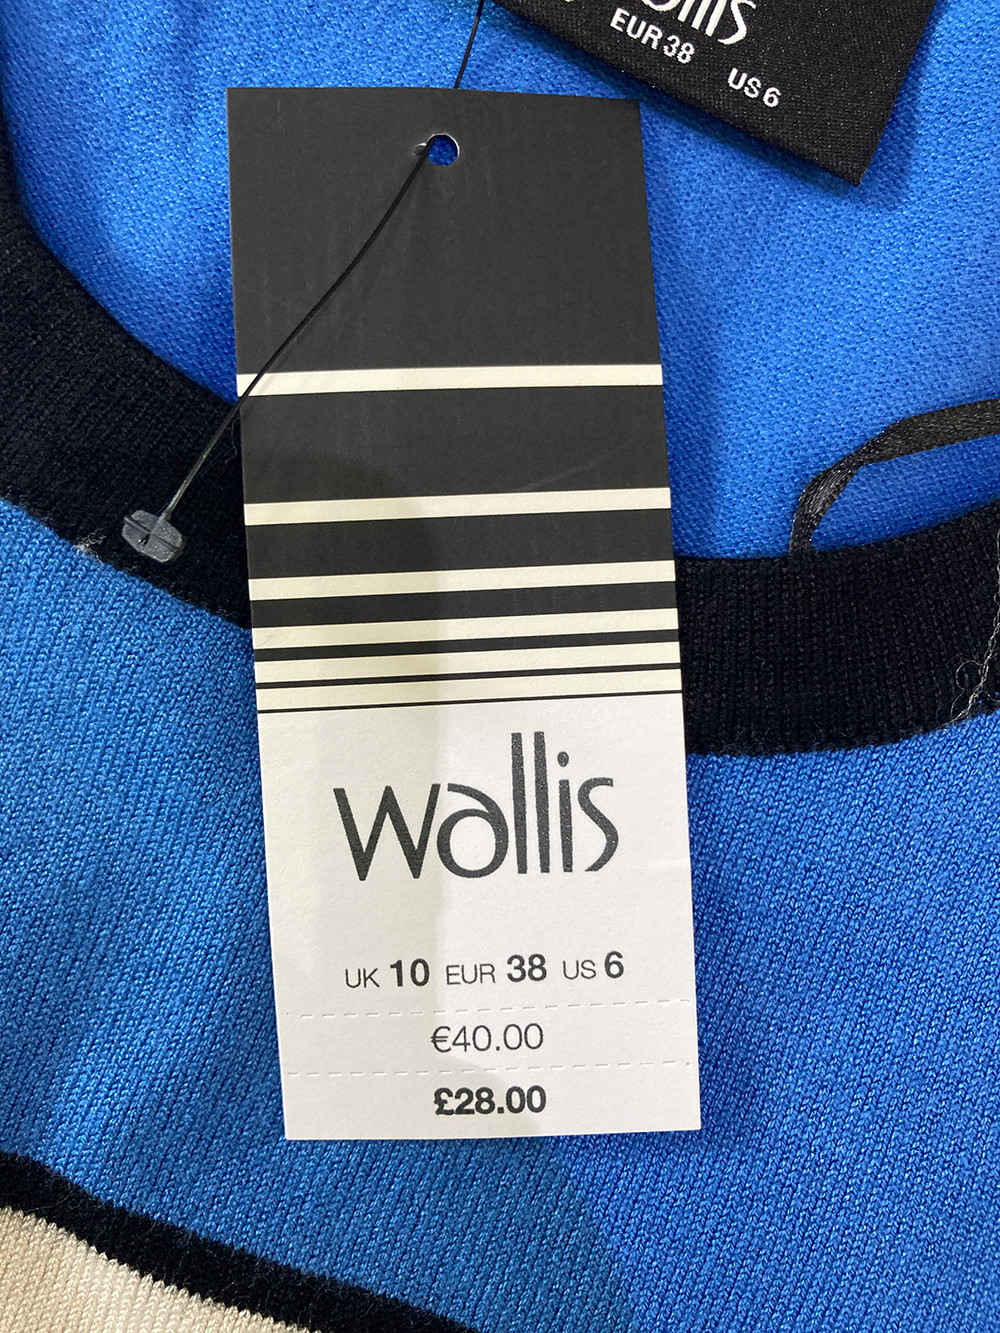 wallis
EUR 38
US 6
wallis
UK 10 EUR 38 US 6
€40.00
£28.00